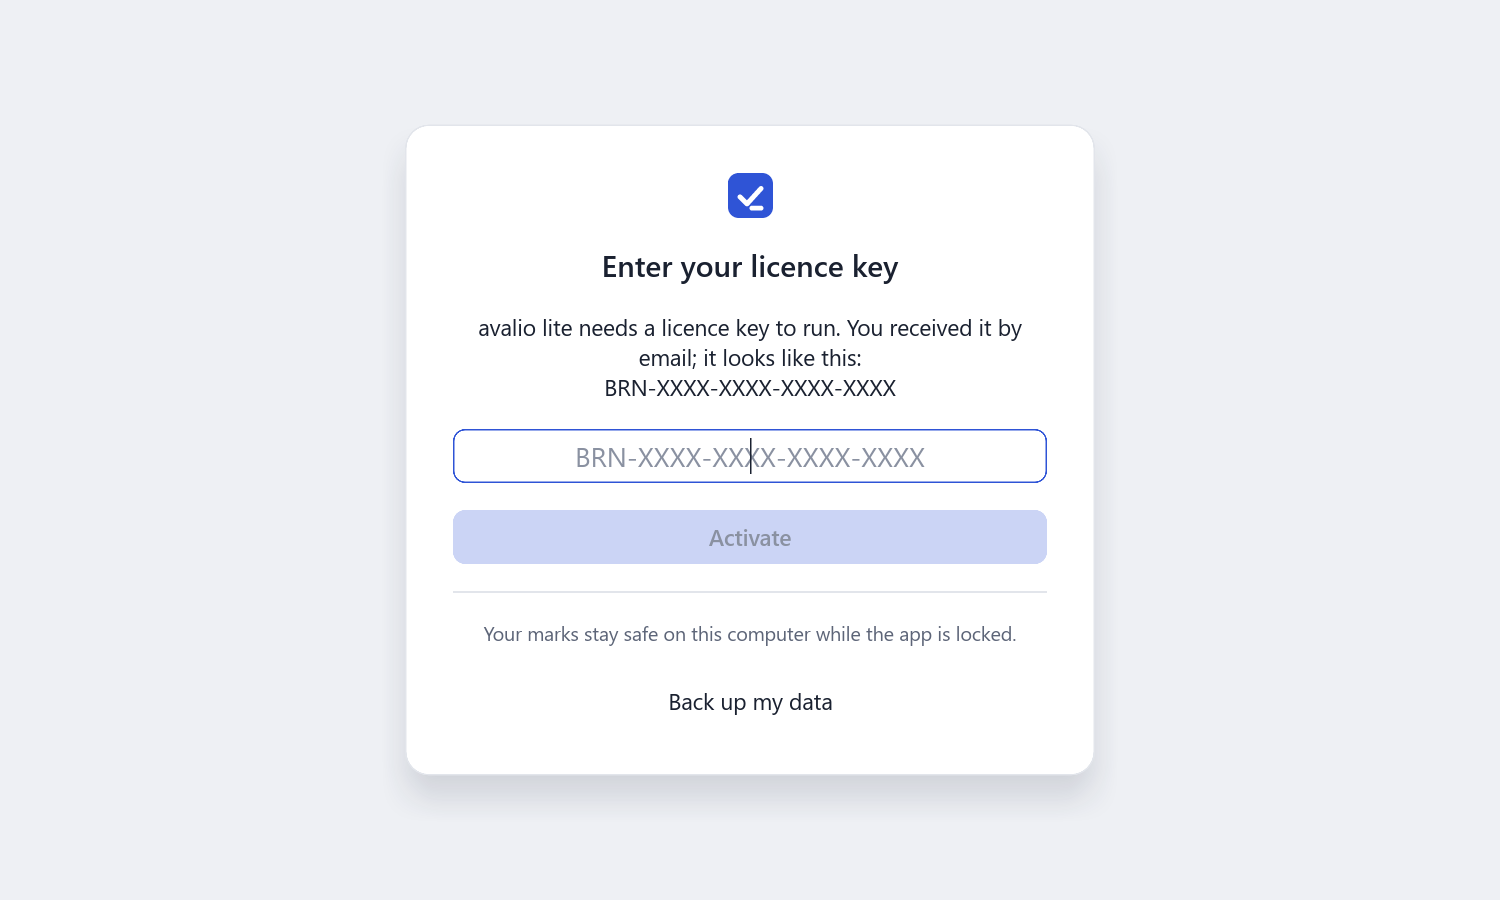 Enter your licence key
avalio lite needs a licence key to run. You received it by
email; it looks like this:
BRN-XXXX-XXXX-XXXX-XXXX
BRN-XXXX-XXXX-XXXX-XXXX
Activate
Your marks stay safe on this computer while the app is locked.
Back up my data